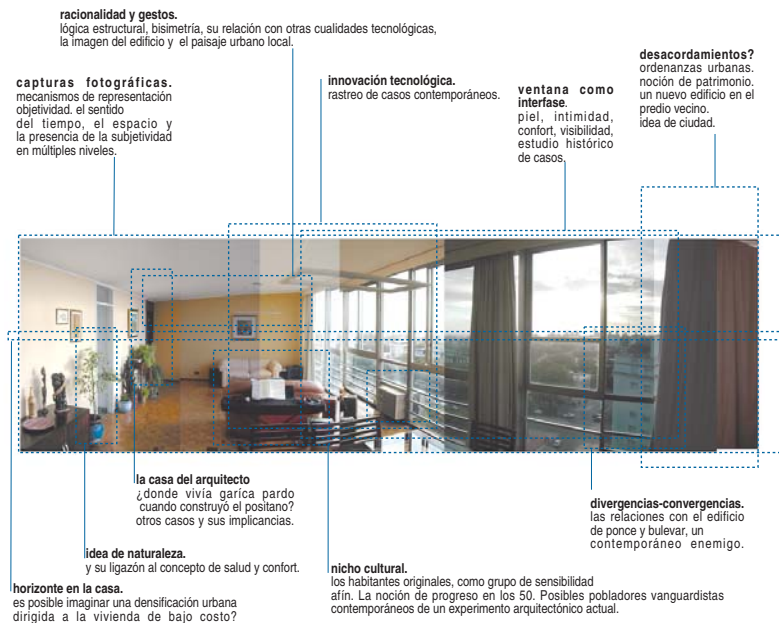 racionalidad y gestos.
lógica estructural, bisimetría, su relación con otras cualidades tecnológicas,
la imagen del edificio y el paisaje urbano local.
capturas fotográficas.
mecanismos de representación
objetividad. el sentido
del tiempo, el espacio y
la presencia de la subjetividad
en múltiples niveles.
innovación tecnológica.
rastreo de casos contemporáneos.
ventana como
interfase.
piel, intimidad,
confort, visibilidad,
estudio histórico
de casos.
desacordamientos?
ordenanzas urbanas.
noción de patrimonio.
un nuevo edificio en el
predio vecino.
idea de ciudad.
la casa del arquitecto
¿donde vivía garíca pardo
cuando construyó el positano?
otros casos y sus implicancias.
idea de naturaleza.
y su ligazón al concepto de salud y confort.
horizonte en la casa.
es posible imaginar una densificación urbana
dirigida a la vivienda de bajo costo?
nicho cultural.
los habitantes originales, como grupo de sensibilidad
afín. La noción de progreso en los 50. Posibles pobladores vanguardistas
contemporáneos de un experimento arquitectónico actual.
divergencias-convergencias.
las relaciones con el edificio
de ponce y bulevar, un
contemporáneo enemigo.